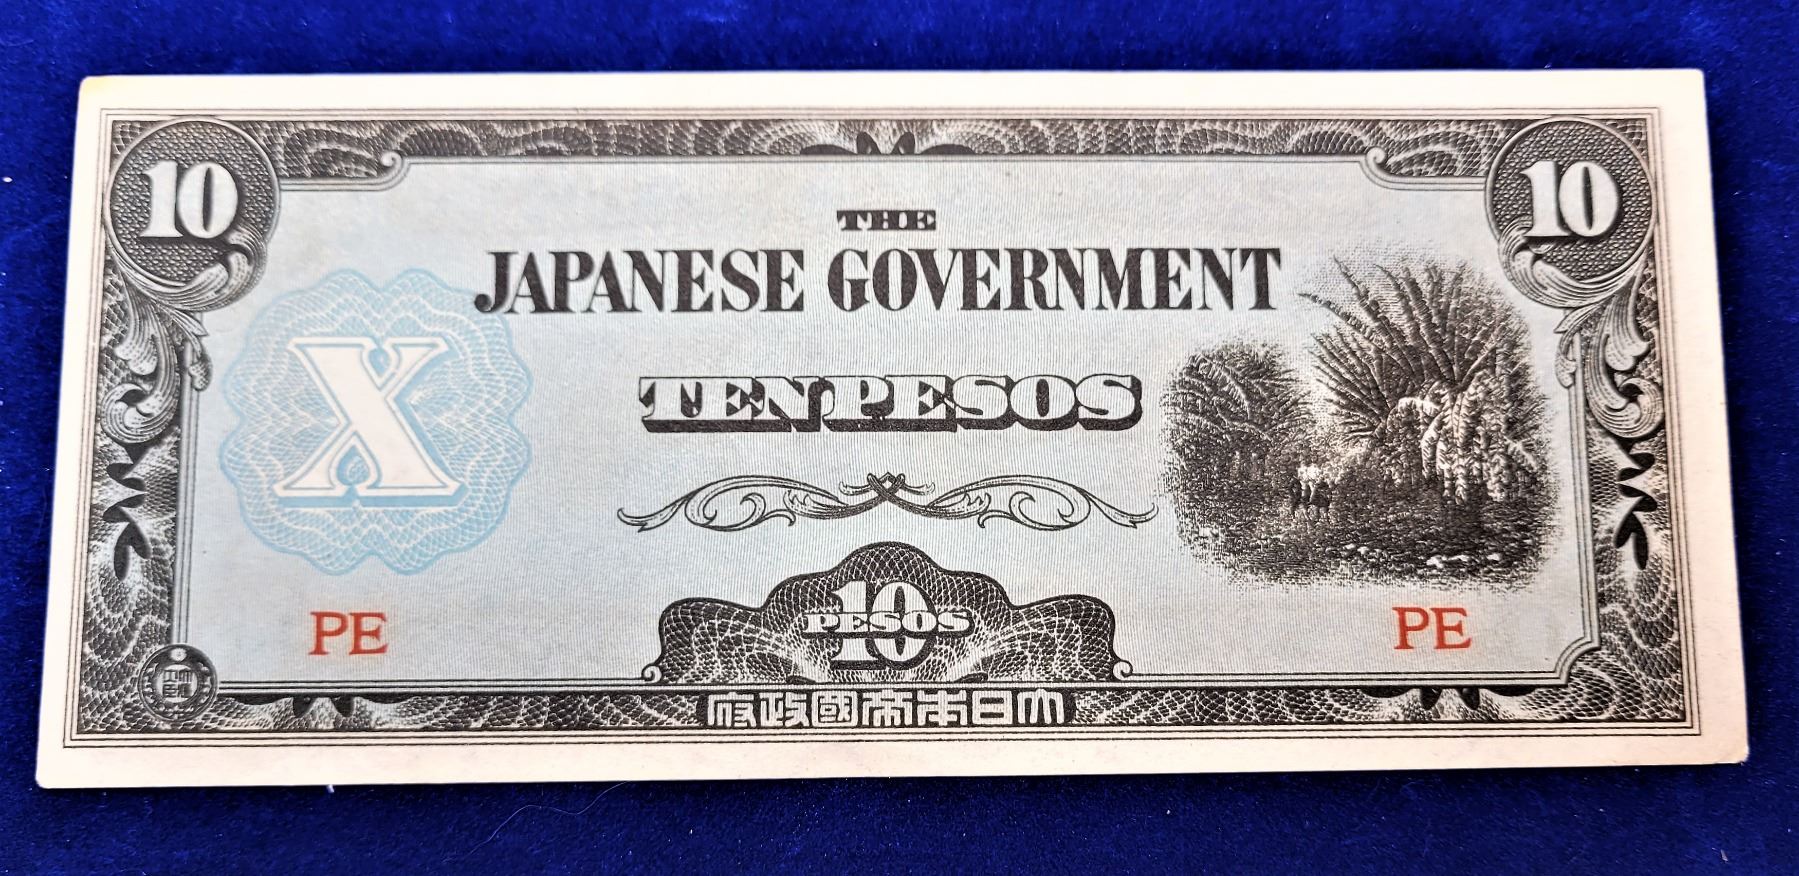 10 10
THE
JAPANESE GOVERNMENT
TEN PESOS
X
PE PE
10
PESOS
府政國帝本日大